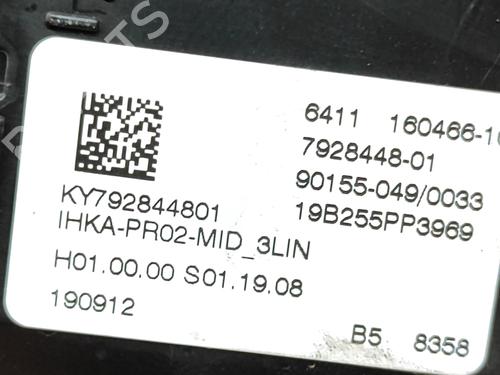 6411 160466-10
7928448-01
90155-049/0033
19B255PP3969
KY792844801
IHKA-PR02-MID_3LIN
H01.00.00 S01.19.08
190912
B5 8358